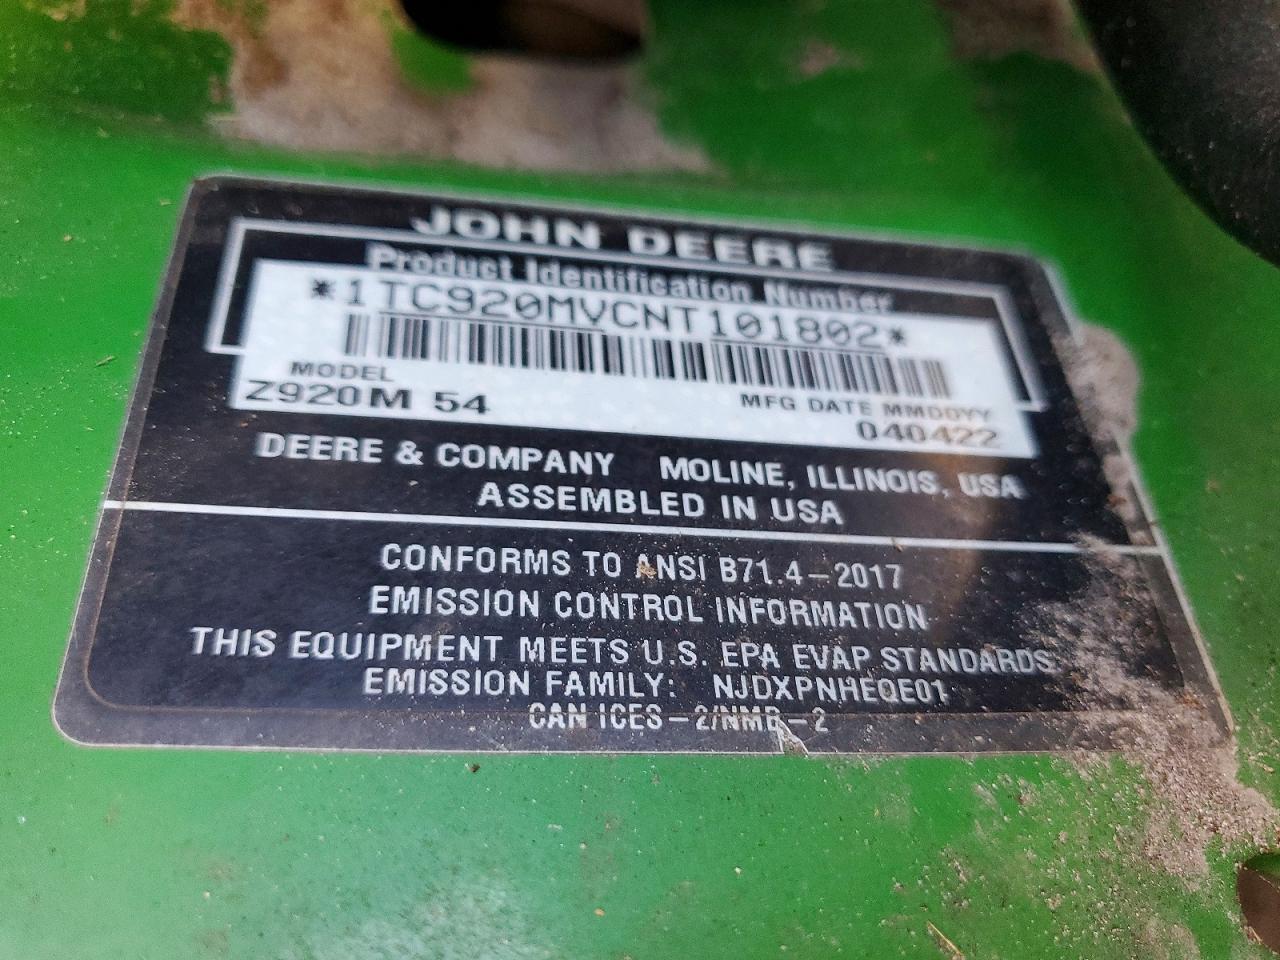 JOHN DEERE
Product Identification Number
*1TC920MVCNT101802*
MODEL
Z920M 54
MFG DATE MMDDYY
040422
DEERE & COMPANY MOLINE, ILLINOIS, USA
ASSEMBLED IN USA
CONFORMS TO ANSI B71.4-2017
EMISSION CONTROL INFORMATION
THIS EQUIPMENT MEETS U.S. EPA EVAP STANDARDS
EMISSION FAMILY: NJDXPNHEQE01
CAN ICES-2/NMB-2